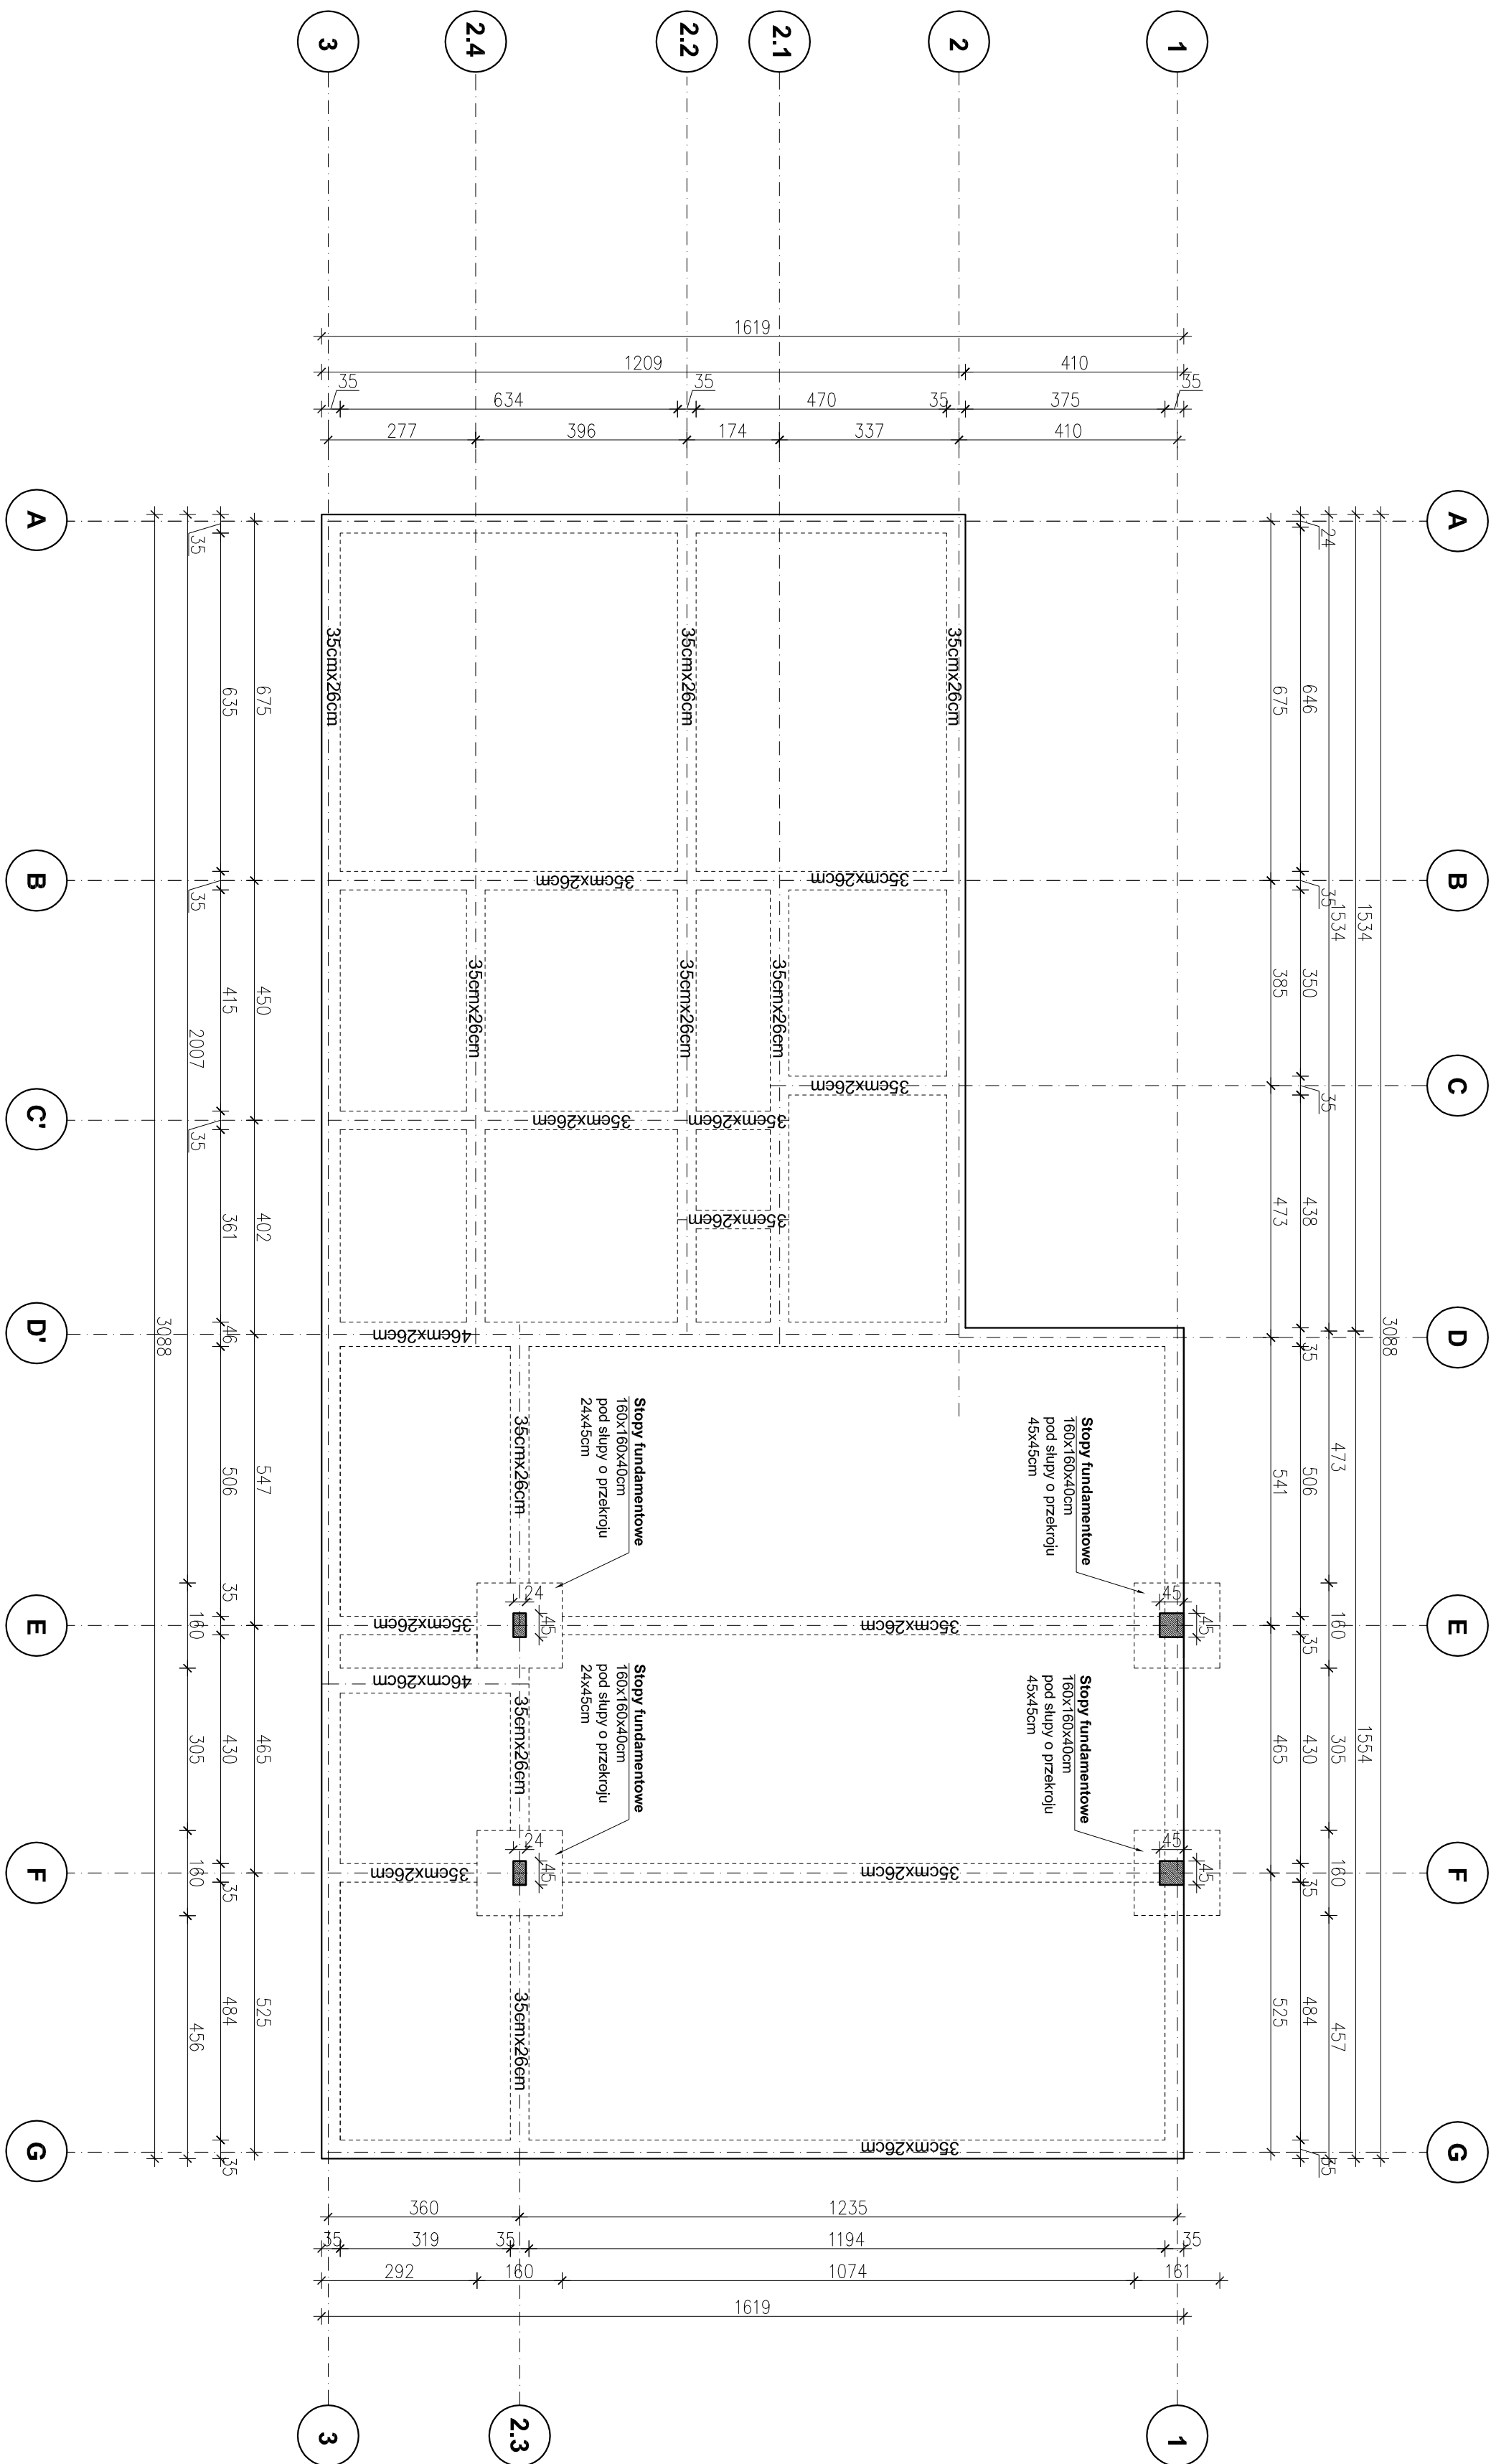 3
2.4
2.2
2.1
2
1
1619
1209
410
35
634
35
470
35
375
35
277
396
174
337
410
A
B
C'
D'
E
F
G
A
B
C
D
E
F
G
3088
35
35
2007
35
160
305
160
456
635
415
361
46
506
35
430
35
484
35
675
450
402
547
465
525
675
385
473
541
465
525
24
646
35
350
35
438
35
506
35
430
35
484
35
1534
473
160
305
160
457
1534
1554
3088
35cmx26cm
35cmx26cm
35cmx26cm
35cmx26cm
35cmx26cm
35cmx26cm
35cmx26cm
35cmx26cm
35cmx26cm
35cmx26cm
35cmx26cm
35cmx26cm
46cmx26cm
35cmx26cm
Stopy fundamentowe
160x160x40cm
pod słupy o przekroju
24x45cm
Stopy fundamentowe
160x160x40cm
pod słupy o przekroju
45x45cm
24
45
45
45
35cmx26cm
35cmx26cm
46cmx26cm
35cmx26cm
Stopy fundamentowe
160x160x40cm
pod słupy o przekroju
24x45cm
Stopy fundamentowe
160x160x40cm
pod słupy o przekroju
45x45cm
24
45
45
45
35cmx26cm
35cmx26cm
35cmx26cm
35cmx26cm
360
1235
35
319
35
1194
35
292
160
1074
161
1619
3
2.3
1